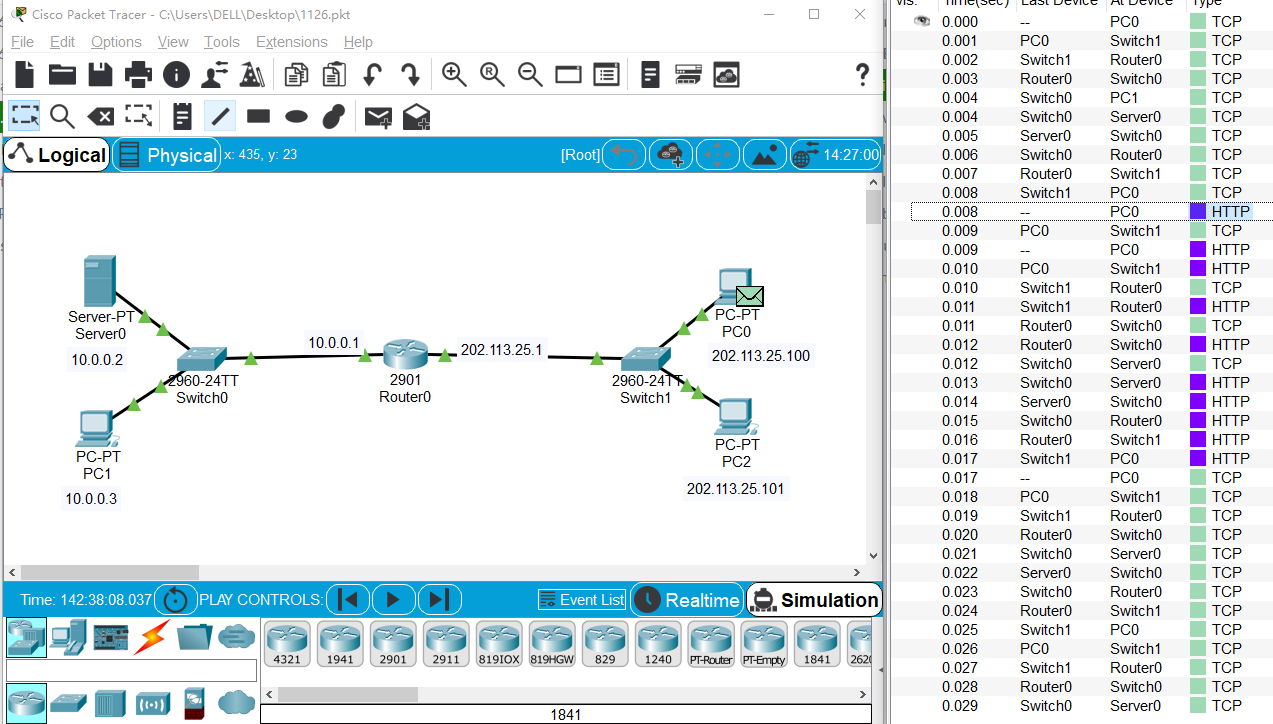 Cisco Packet Tracer - C:\Users\DELL\Desktop\1126.pkt
File Edit Options View Tools Extensions Help
Logical Physical x: 435, y: 23 [Root] 14:27:00
Server-PT
Server0
10.0.0.2
2960-24TT
Switch0
PC-PT
PC1
10.0.0.3
10.0.0.1
2901
Router0
202.113.25.1
2960-24TT
Switch1
PC-PT
PC0
202.113.25.100
PC-PT
PC2
202.113.25.101
Time: 142:38:08.037 PLAY CONTROLS: Event List Realtime Simulation
4321 1941 2901 2911 819IOX 819HGW 829 1240 PT-Router PT-Empty 1841
1841
Vis. Time(sec) Last Device At Device Type
0.000 -- PC0 TCP
0.001 PC0 Switch1 TCP
0.002 Switch1 Router0 TCP
0.003 Router0 Switch0 TCP
0.004 Switch0 PC1 TCP
0.004 Switch0 Server0 TCP
0.005 Server0 Switch0 TCP
0.006 Switch0 Router0 TCP
0.007 Router0 Switch1 TCP
0.008 Switch1 PC0 TCP
0.008 -- PC0 HTTP
0.009 PC0 Switch1 TCP
0.009 -- PC0 HTTP
0.010 PC0 Switch1 HTTP
0.010 Switch1 Router0 TCP
0.011 Switch1 Router0 HTTP
0.011 Router0 Switch0 TCP
0.012 Router0 Switch0 HTTP
0.012 Switch0 Server0 TCP
0.013 Switch0 Server0 HTTP
0.014 Server0 Switch0 HTTP
0.015 Switch0 Router0 HTTP
0.016 Router0 Switch1 HTTP
0.017 Switch1 PC0 HTTP
0.017 -- PC0 TCP
0.018 PC0 Switch1 TCP
0.019 Switch1 Router0 TCP
0.020 Router0 Switch0 TCP
0.021 Switch0 Server0 TCP
0.022 Server0 Switch0 TCP
0.023 Switch0 Router0 TCP
0.024 Router0 Switch1 TCP
0.025 Switch1 PC0 TCP
0.026 PC0 Switch1 TCP
0.027 Switch1 Router0 TCP
0.028 Router0 Switch0 TCP
0.029 Switch0 Server0 TCP